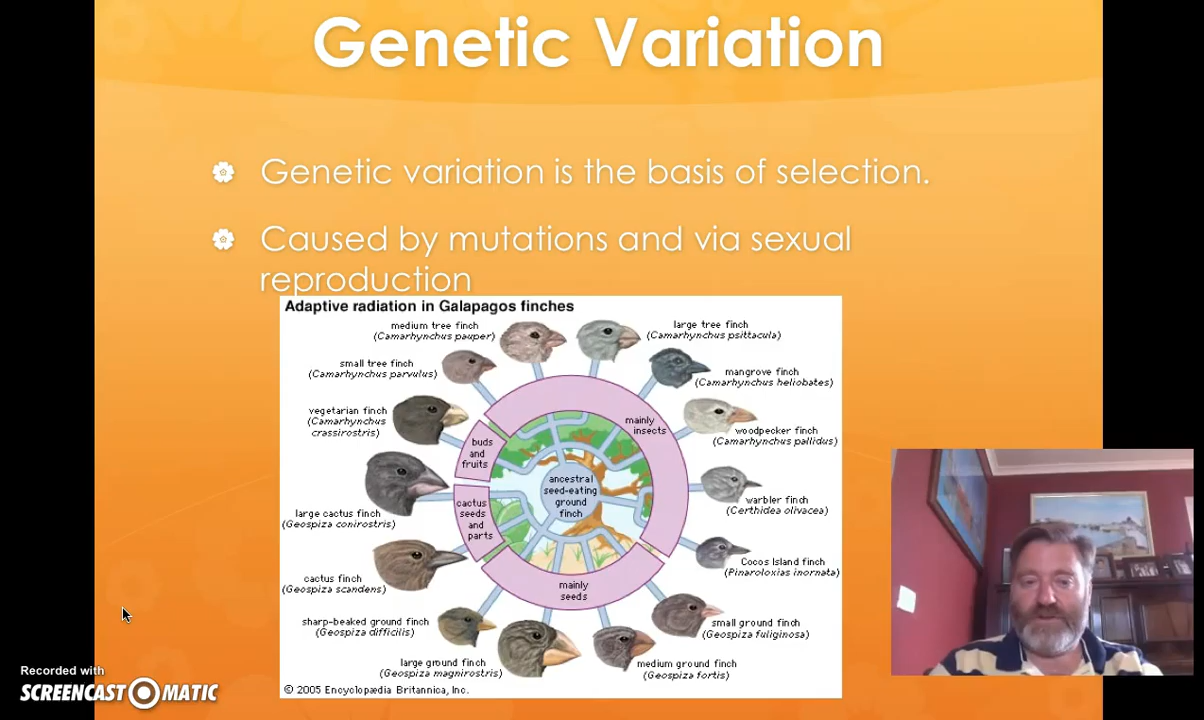 Genetic Variation
Genetic variation is the basis of selection.
Caused by mutations and via sexual
reproduction
Adaptive radiation in Galapagos finches
medium tree finch
(Camarhynchus pauper)
large tree finch
(Camarhynchus psittacula)
small tree finch
(Camarhynchus parvulus)
mangrove finch
(Camarhynchus heliobates)
vegetarian finch
(Camarhynchus
crassirostris)
mainly
insects
woodpecker finch
(Camarhynchus pallidus)
buds
and
fruits
ancestral
seed-eating
ground
finch
warbler finch
(Certhidea olivacea)
large cactus finch
(Geospiza conirostris)
cactus
seeds
and
parts
Cocos Island finch
(Pinaroloxias inornata)
cactus finch
(Geospiza scandens)
mainly
seeds
sharp-beaked ground finch
(Geospiza difficilis)
small ground finch
(Geospiza fuliginosa)
large ground finch
(Geospiza magnirostris)
medium ground finch
(Geospiza fortis)
© 2005 Encyclopædia Britannica, Inc.
Recorded with
SCREENCAST-O-MATIC